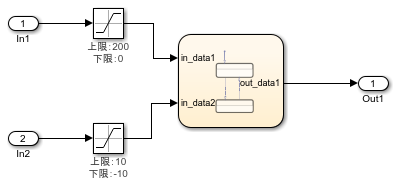 1
In1
上限:200
下限:0
in_data1
out_data1
in_data2
1
Out1
2
In2
上限:10
下限:-10